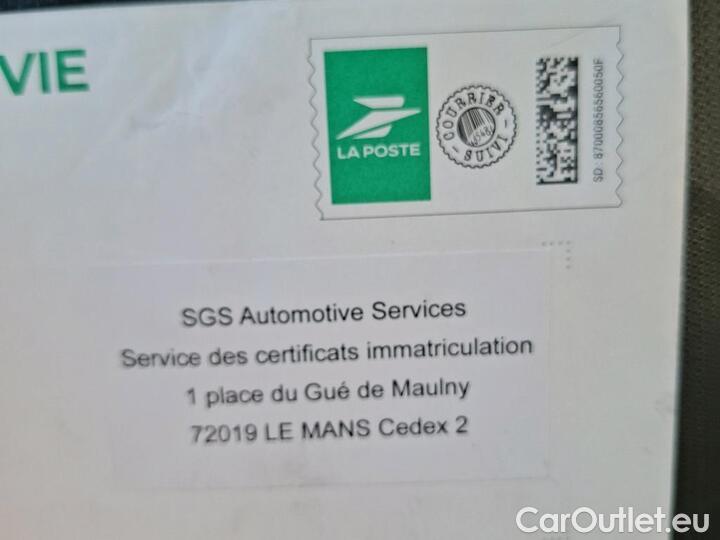 VIE
LA POSTE
COURRIER
SUIVI
SD : 87000856560050F
SGS Automotive Services
Service des certificats immatriculation
1 place du Gué de Maulny
72019 LE MANS Cedex 2
CarOutlet.eu